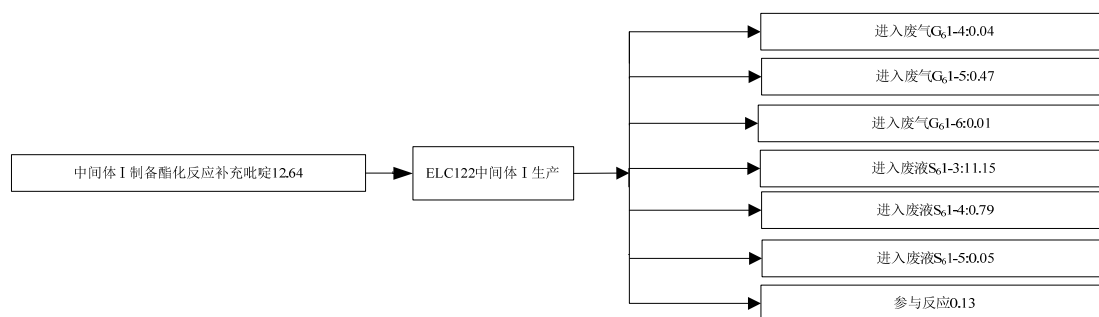 进入废气G₆1-4:0.04
进入废气G₆1-5:0.47
进入废气G₆1-6:0.01
中间体Ⅰ制备酯化反应补充吡啶12.64
ELC122中间体Ⅰ生产
进入废液S₆1-3:11.15
进入废液S₆1-4:0.79
进入废液S₆1-5:0.05
参与反应0.13